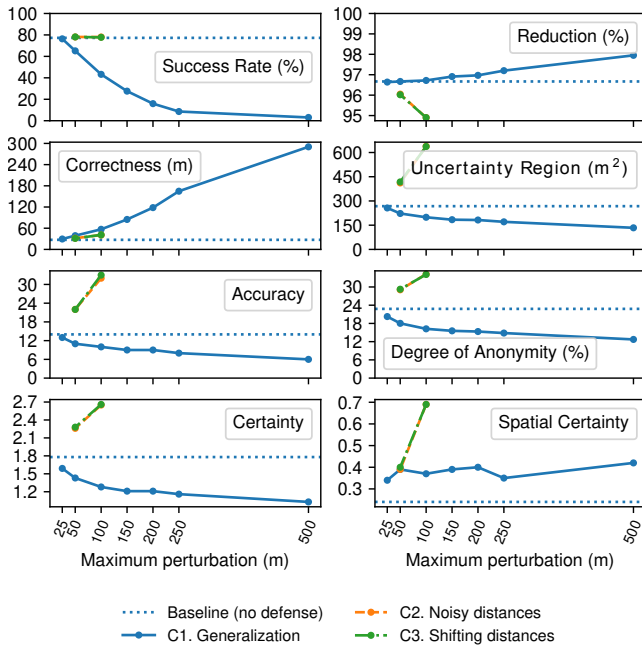 100
80
60
40
20
0
Success Rate (%)
100
99
98
97
96
95
Reduction (%)
300
240
180
120
60
0
Correctness (m)
600
450
300
150
0
Uncertainty Region (m²)
30
24
18
12
6
0
Accuracy
30
24
18
12
6
0
Degree of Anonymity (%)
2.7
2.4
2.1
1.8
1.5
1.2
Certainty
0.7
0.6
0.5
0.4
0.3
Spatial Certainty
25 50 100 150 200 250 500
Maximum perturbation (m)
25 50 100 150 200 250 500
Maximum perturbation (m)
Baseline (no defense)
C1. Generalization
C2. Noisy distances
C3. Shifting distances